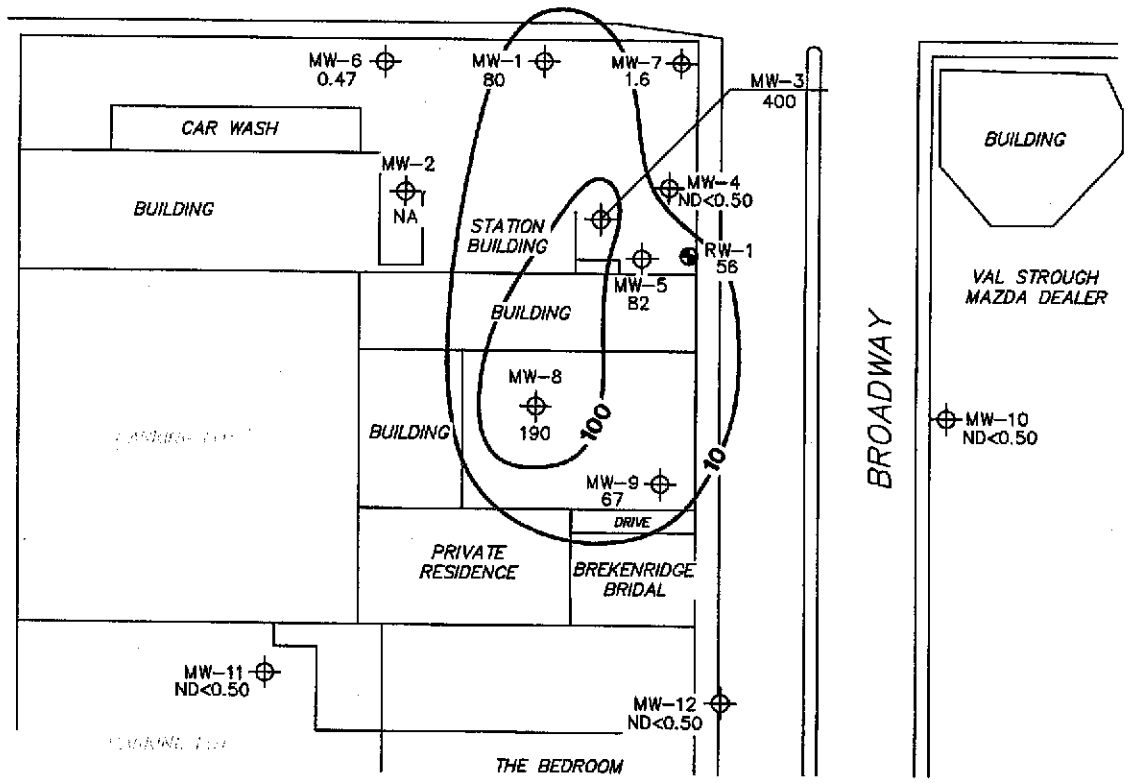 MW-6
0.47
MW-1
80
MW-7
1.6
MW-3
400
CAR WASH
BUILDING
MW-2
NA
BUILDING
STATION
BUILDING
MW-4
ND<0.50
RW-1
56
MW-5
82
VAL STROUGH
MAZDA DEALER
BUILDING
MW-8
190
100
BUILDING
BROADWAY
MW-10
ND<0.50
10
MW-9
67
DRIVE
PRIVATE
RESIDENCE
BREKENRIDGE
BRIDAL
MW-11
ND<0.50
MW-12
ND<0.50
THE BEDROOM